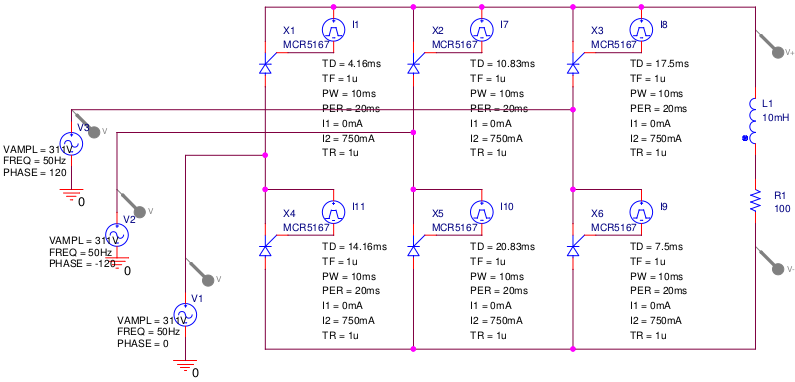 X1
MCR5167
I1
TD = 4.16ms
TF = 1u
PW = 10ms
PER = 20ms
I1 = 0mA
I2 = 750mA
TR = 1u
X2
MCR5167
I7
TD = 10.83ms
TF = 1u
PW = 10ms
PER = 20ms
I1 = 0mA
I2 = 750mA
TR = 1u
X3
MCR5167
I8
TD = 17.5ms
TF = 1u
PW = 10ms
PER = 20ms
I1 = 0mA
I2 = 750mA
TR = 1u
V+
L1
10mH
R1
100
V-
V3
V
VAMPL = 311V
FREQ = 50Hz
PHASE = 120
0
V2
V
VAMPL = 311V
FREQ = 50Hz
PHASE = -120
0
V1
V
VAMPL = 311V
FREQ = 50Hz
PHASE = 0
0
X4
MCR5167
I11
TD = 14.16ms
TF = 1u
PW = 10ms
PER = 20ms
I1 = 0mA
I2 = 750mA
TR = 1u
X5
MCR5167
I10
TD = 20.83ms
TF = 1u
PW = 10ms
PER = 20ms
I1 = 0mA
I2 = 750mA
TR = 1u
X6
MCR5167
I9
TD = 7.5ms
TF = 1u
PW = 10ms
PER = 20ms
I1 = 0mA
I2 = 750mA
TR = 1u